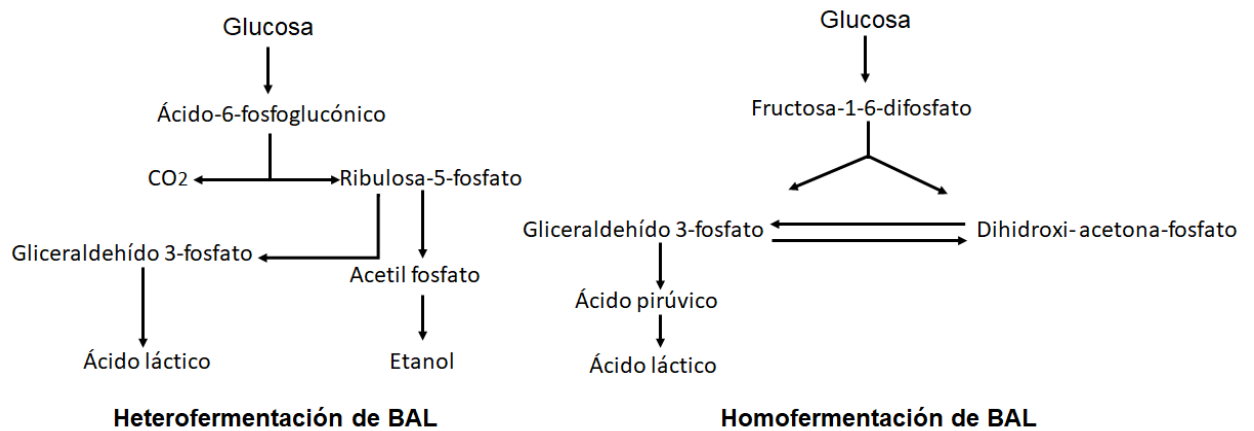 Glucosa
Ácido-6-fosfoglucónico
CO2
Ribulosa-5-fosfato
Gliceraldehído 3-fosfato
Acetil fosfato
Ácido láctico
Etanol
Heterofermentación de BAL
Glucosa
Fructosa-1-6-difosfato
Gliceraldehído 3-fosfato
Dihidroxi-acetona-fosfato
Ácido pirúvico
Ácido láctico
Homofermentación de BAL